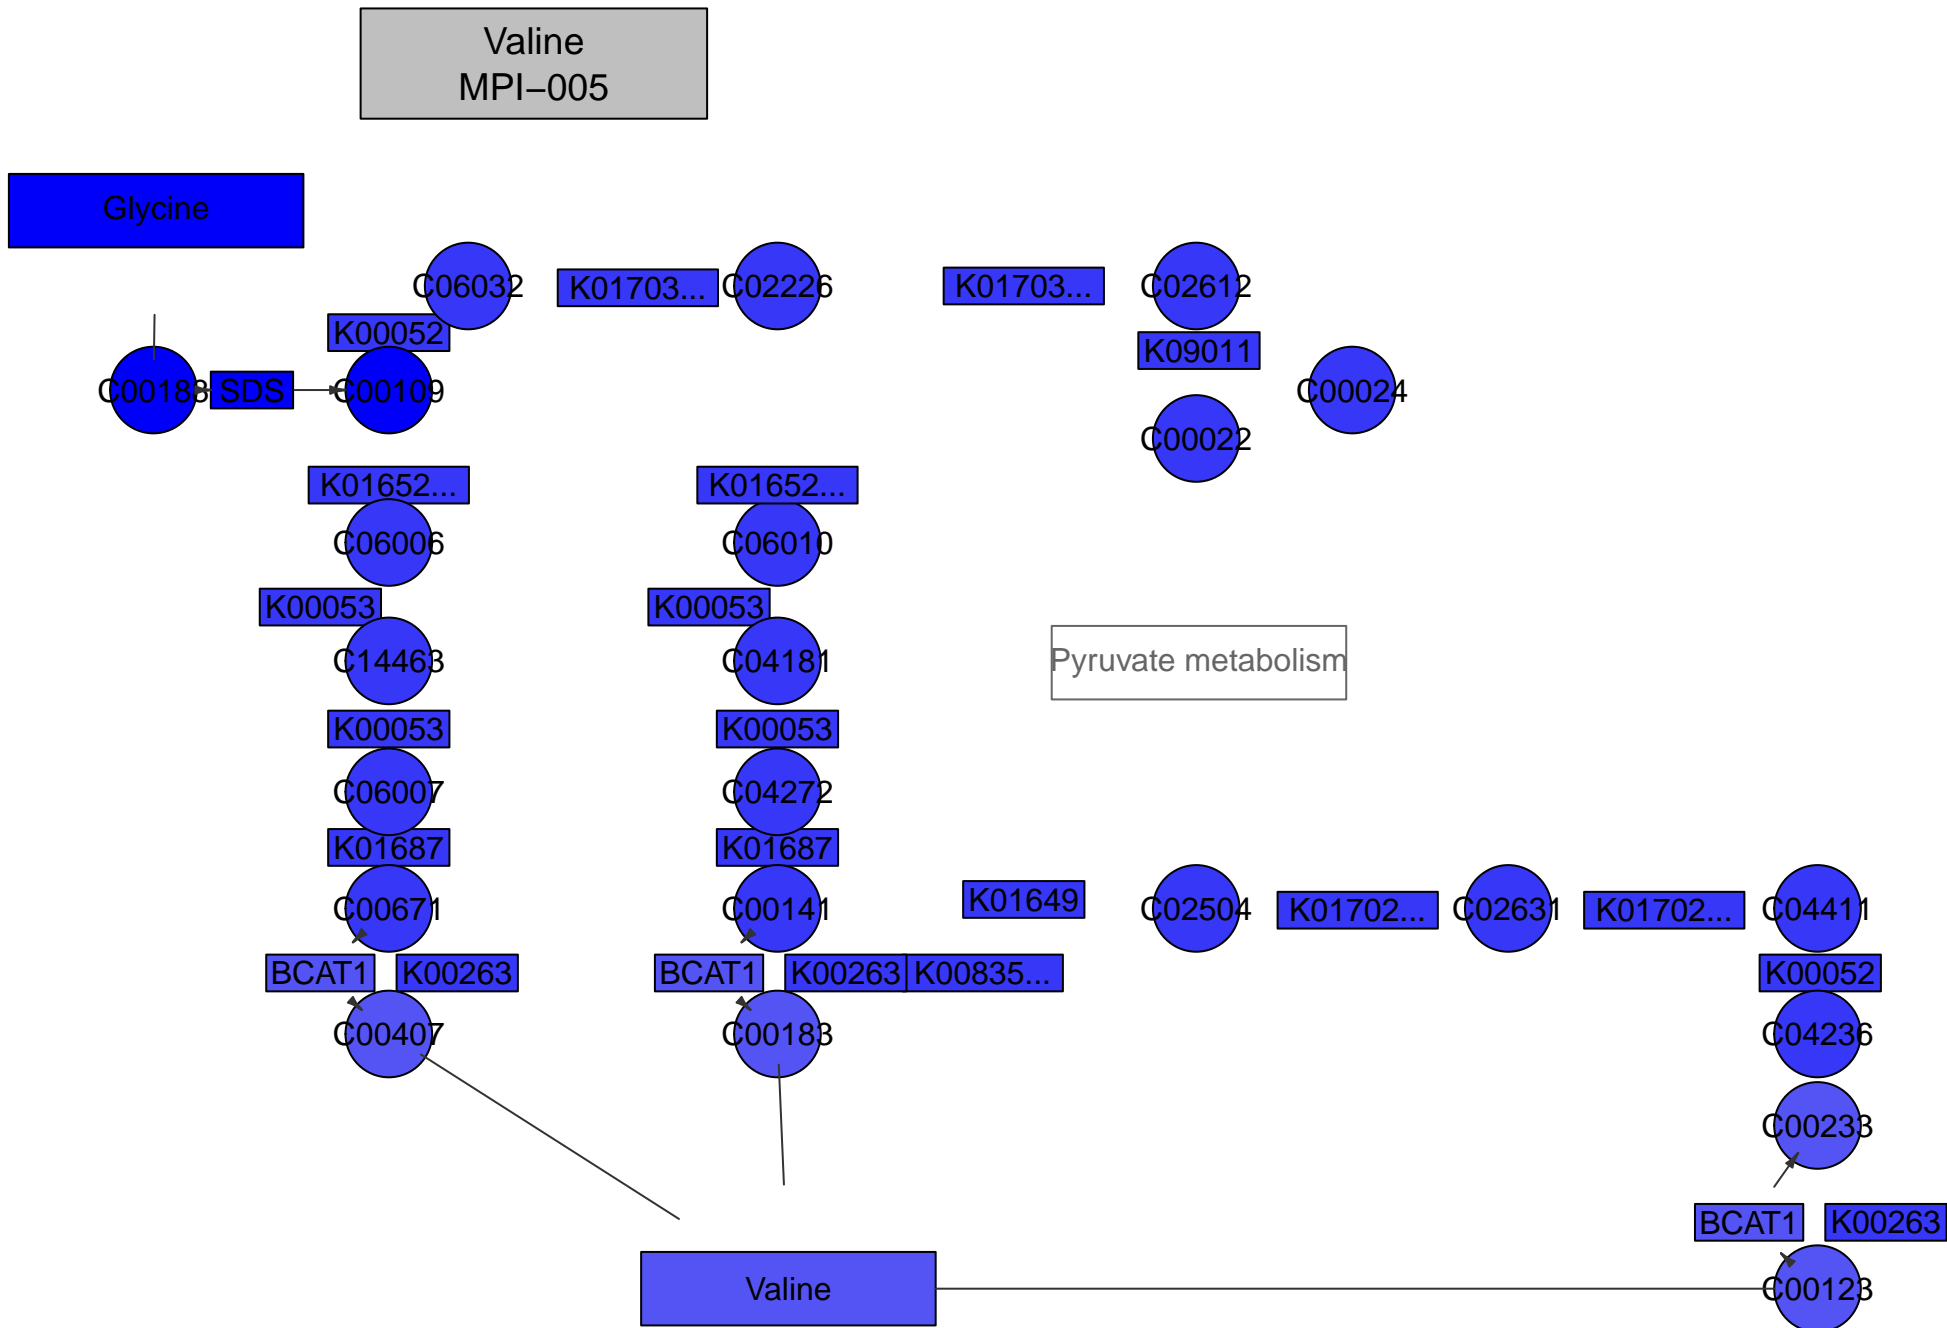 Valine
MPI−005
Glycine
C06032
K01703...
C02226
K01703...
C02612
K00052
K09011
C00188
SDS
C00109
C00024
C00022
K01652...
K01652...
C06006
C06010
K00053
K00053
C14463
C04181
Pyruvate metabolism
K00053
K00053
C06007
C04272
K01687
K01687
C00671
C00141
K01649
C02504
K01702...
C02631
K01702...
C04411
BCAT1
K00263
BCAT1
K00263
K00835...
K00052
C00407
C00183
C04236
C00233
BCAT1
K00263
Valine
C00123